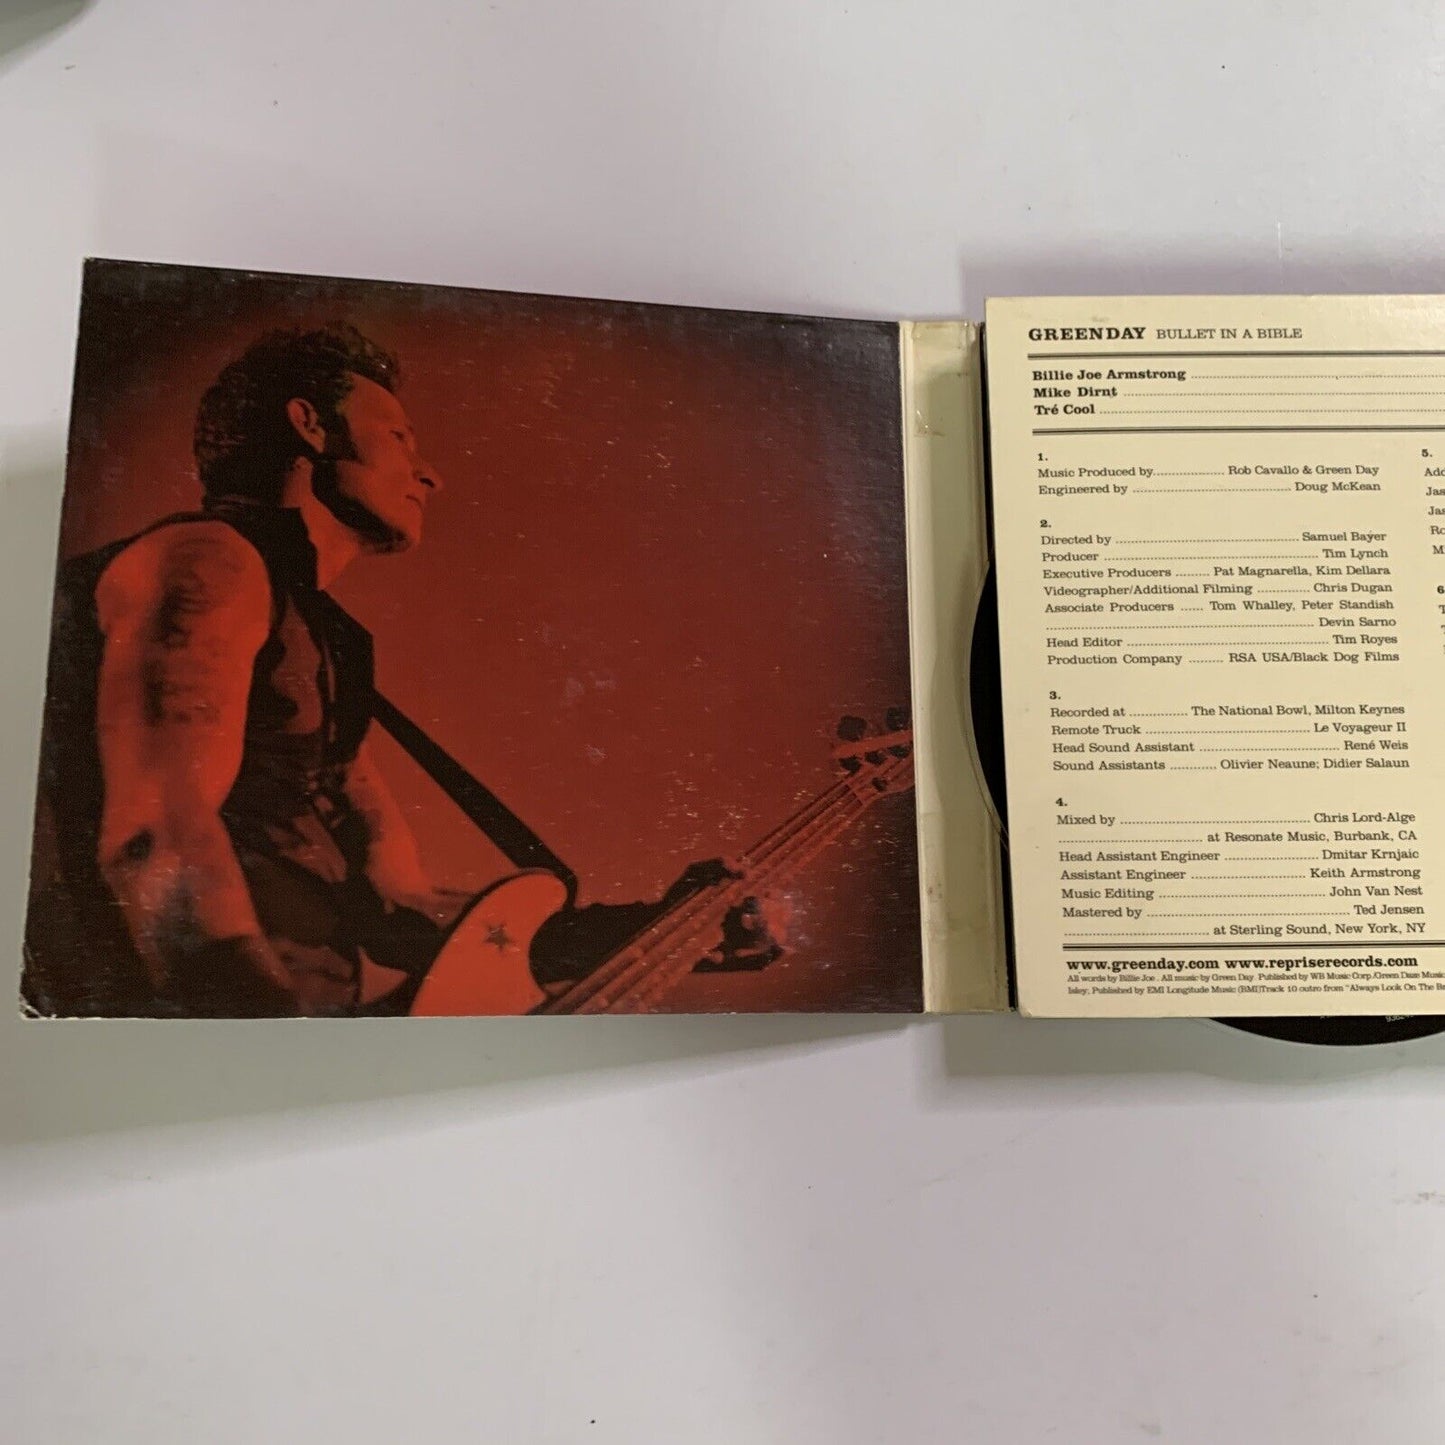 GREEN DAY BULLET IN A BIBLE
Billie Joe Armstrong
Mike Dirnt
Tré Cool
1.
Music Produced by.................... Rob Cavallo & Green Day
Engineered by ............................................. Doug McKean
2.
Directed by .................................................... Samuel Bayer
Producer ............................................................. Tim Lynch
Executive Producers ......... Pat Magnarella, Kim Dellara
Videographer/Additional Filming .............. Chris Dugan
Associate Producers ...... Tom Whalley, Peter Standish
............................................................................ Devin Sarno
Head Editor ......................................................... Tim Royes
Production Company ......... RSA USA/Black Dog Films
3.
Recorded at ............... The National Bowl, Milton Keynes
Remote Truck ............................................... Le Voyageur II
Head Sound Assistant ....................................... René Weis
Sound Assistants ............ Olivier Neaune; Didier Salaun
4.
Mixed by ...................................................... Chris Lord-Alge
......................................... at Resonate Music, Burbank, CA
Head Assistant Engineer .......................... Dmitar Krnjaic
Assistant Engineer ................................ Keith Armstrong
Music Editing ............................................... John Van Nest
Mastered by .......................................................... Ted Jensen
......................................... at Sterling Sound, New York, NY
www.greenday.com www.repriserecords.com
All words by Billie Joe . All music by Green Day. Published by WB Music Corp./Green Daze Music
Isley; Published by EMI Longitude Music (BMI)Track 10 outro from "Always Look On The
5.
6